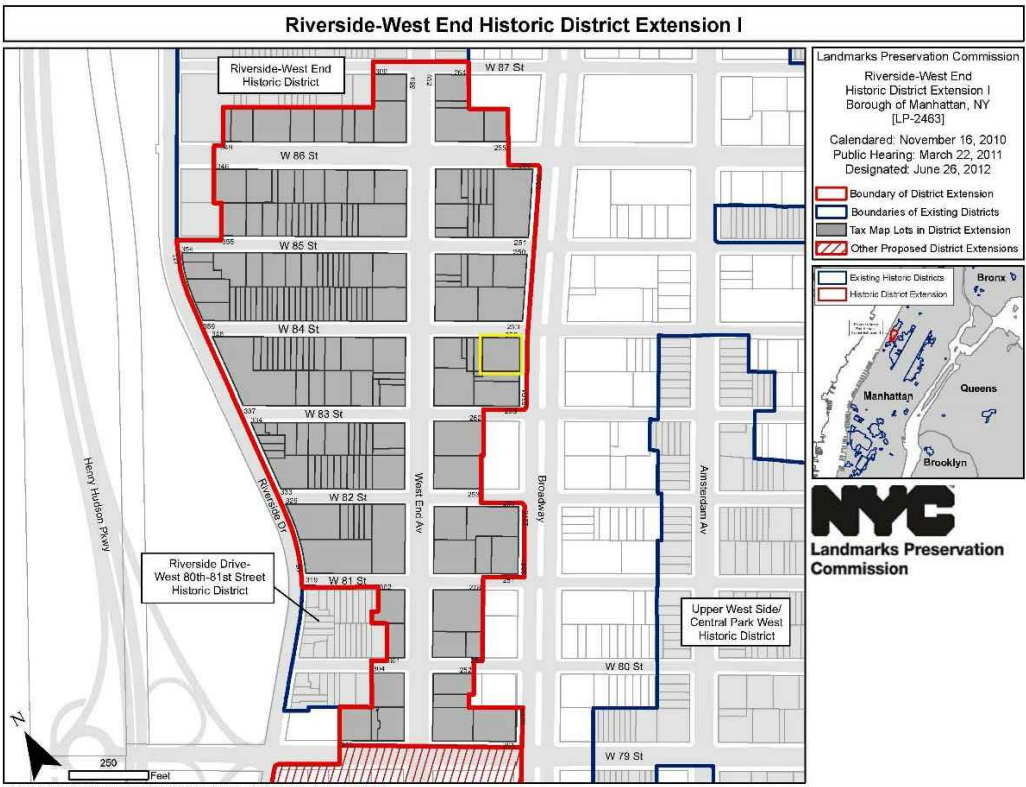 Riverside-West End Historic District Extension I
Riverside-West End
Historic District
W 87 St
W 86 St
W 85 St
W 84 St
W 83 St
W 82 St
W 81 St
W 80 St
W 79 St
Henry Hudson Pkwy
Riverside Dr
West End Av
Broadway
Amsterdam Av
Riverside Drive-
West 80th-81st Street
Historic District
Upper West Side/
Central Park West
Historic District
N
250
Feet
Landmarks Preservation Commission
Riverside-West End
Historic District Extension I
Borough of Manhattan, NY
[LP-2463]
Calendared: November 16, 2010
Public Hearing: March 22, 2011
Designated: June 26, 2012
Boundary of District Extension
Boundaries of Existing Districts
Tax Map Lots in District Extension
Other Proposed District Extensions
Existing Historic Districts
Historic District Extension
Bronx
Manhattan
Queens
Brooklyn
NYC
Landmarks Preservation
Commission